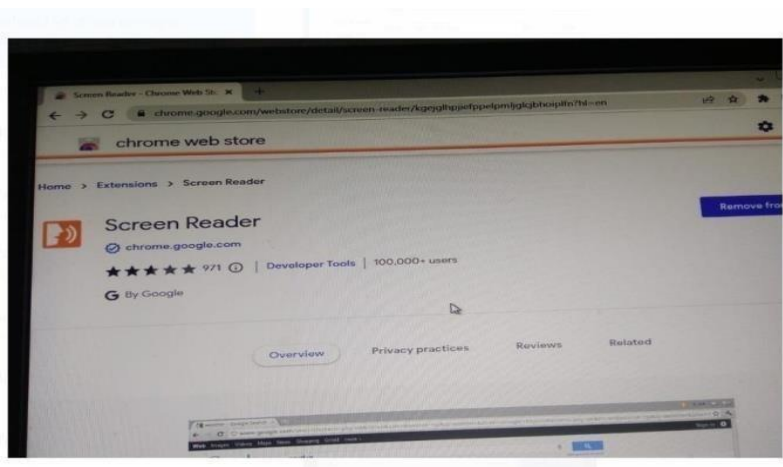 Screen Reader - Chrome Web Sto
chrome.google.com/webstore/detail/screen-reader/kgejglhpjiefppelpmljglcjbhoiplfn?hl=en
chrome web store
Home > Extensions > Screen Reader
Remove from
Screen Reader
chrome.google.com
971 | Developer Tools | 100,000+ users
By Google
Overview Privacy practices Reviews Related